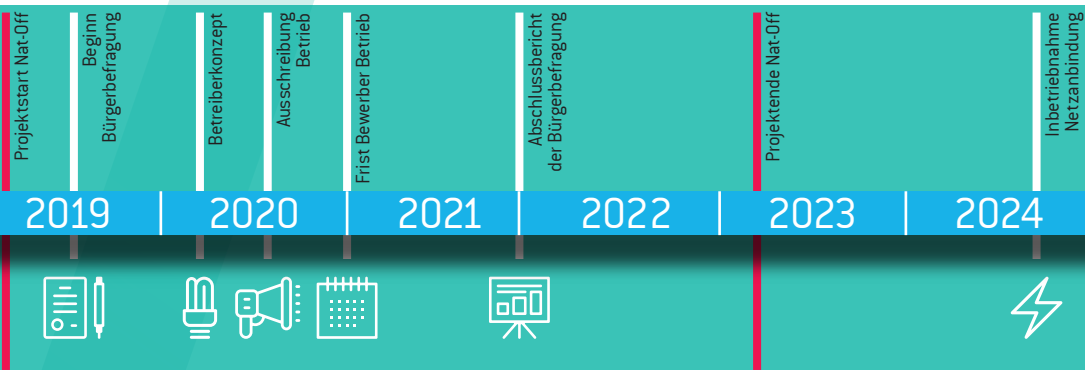 Projektstart Nat-Off
Beginn
Bürgerbefragung
Betreiberkonzept
Ausschreibung
Betrieb
Frist Bewerber Betrieb
Abschlussbericht
der Bürgerbefragung
Projektende Nat-Off
Inbetriebnahme
Netzanbindung
2019
2020
2021
2022
2023
2024